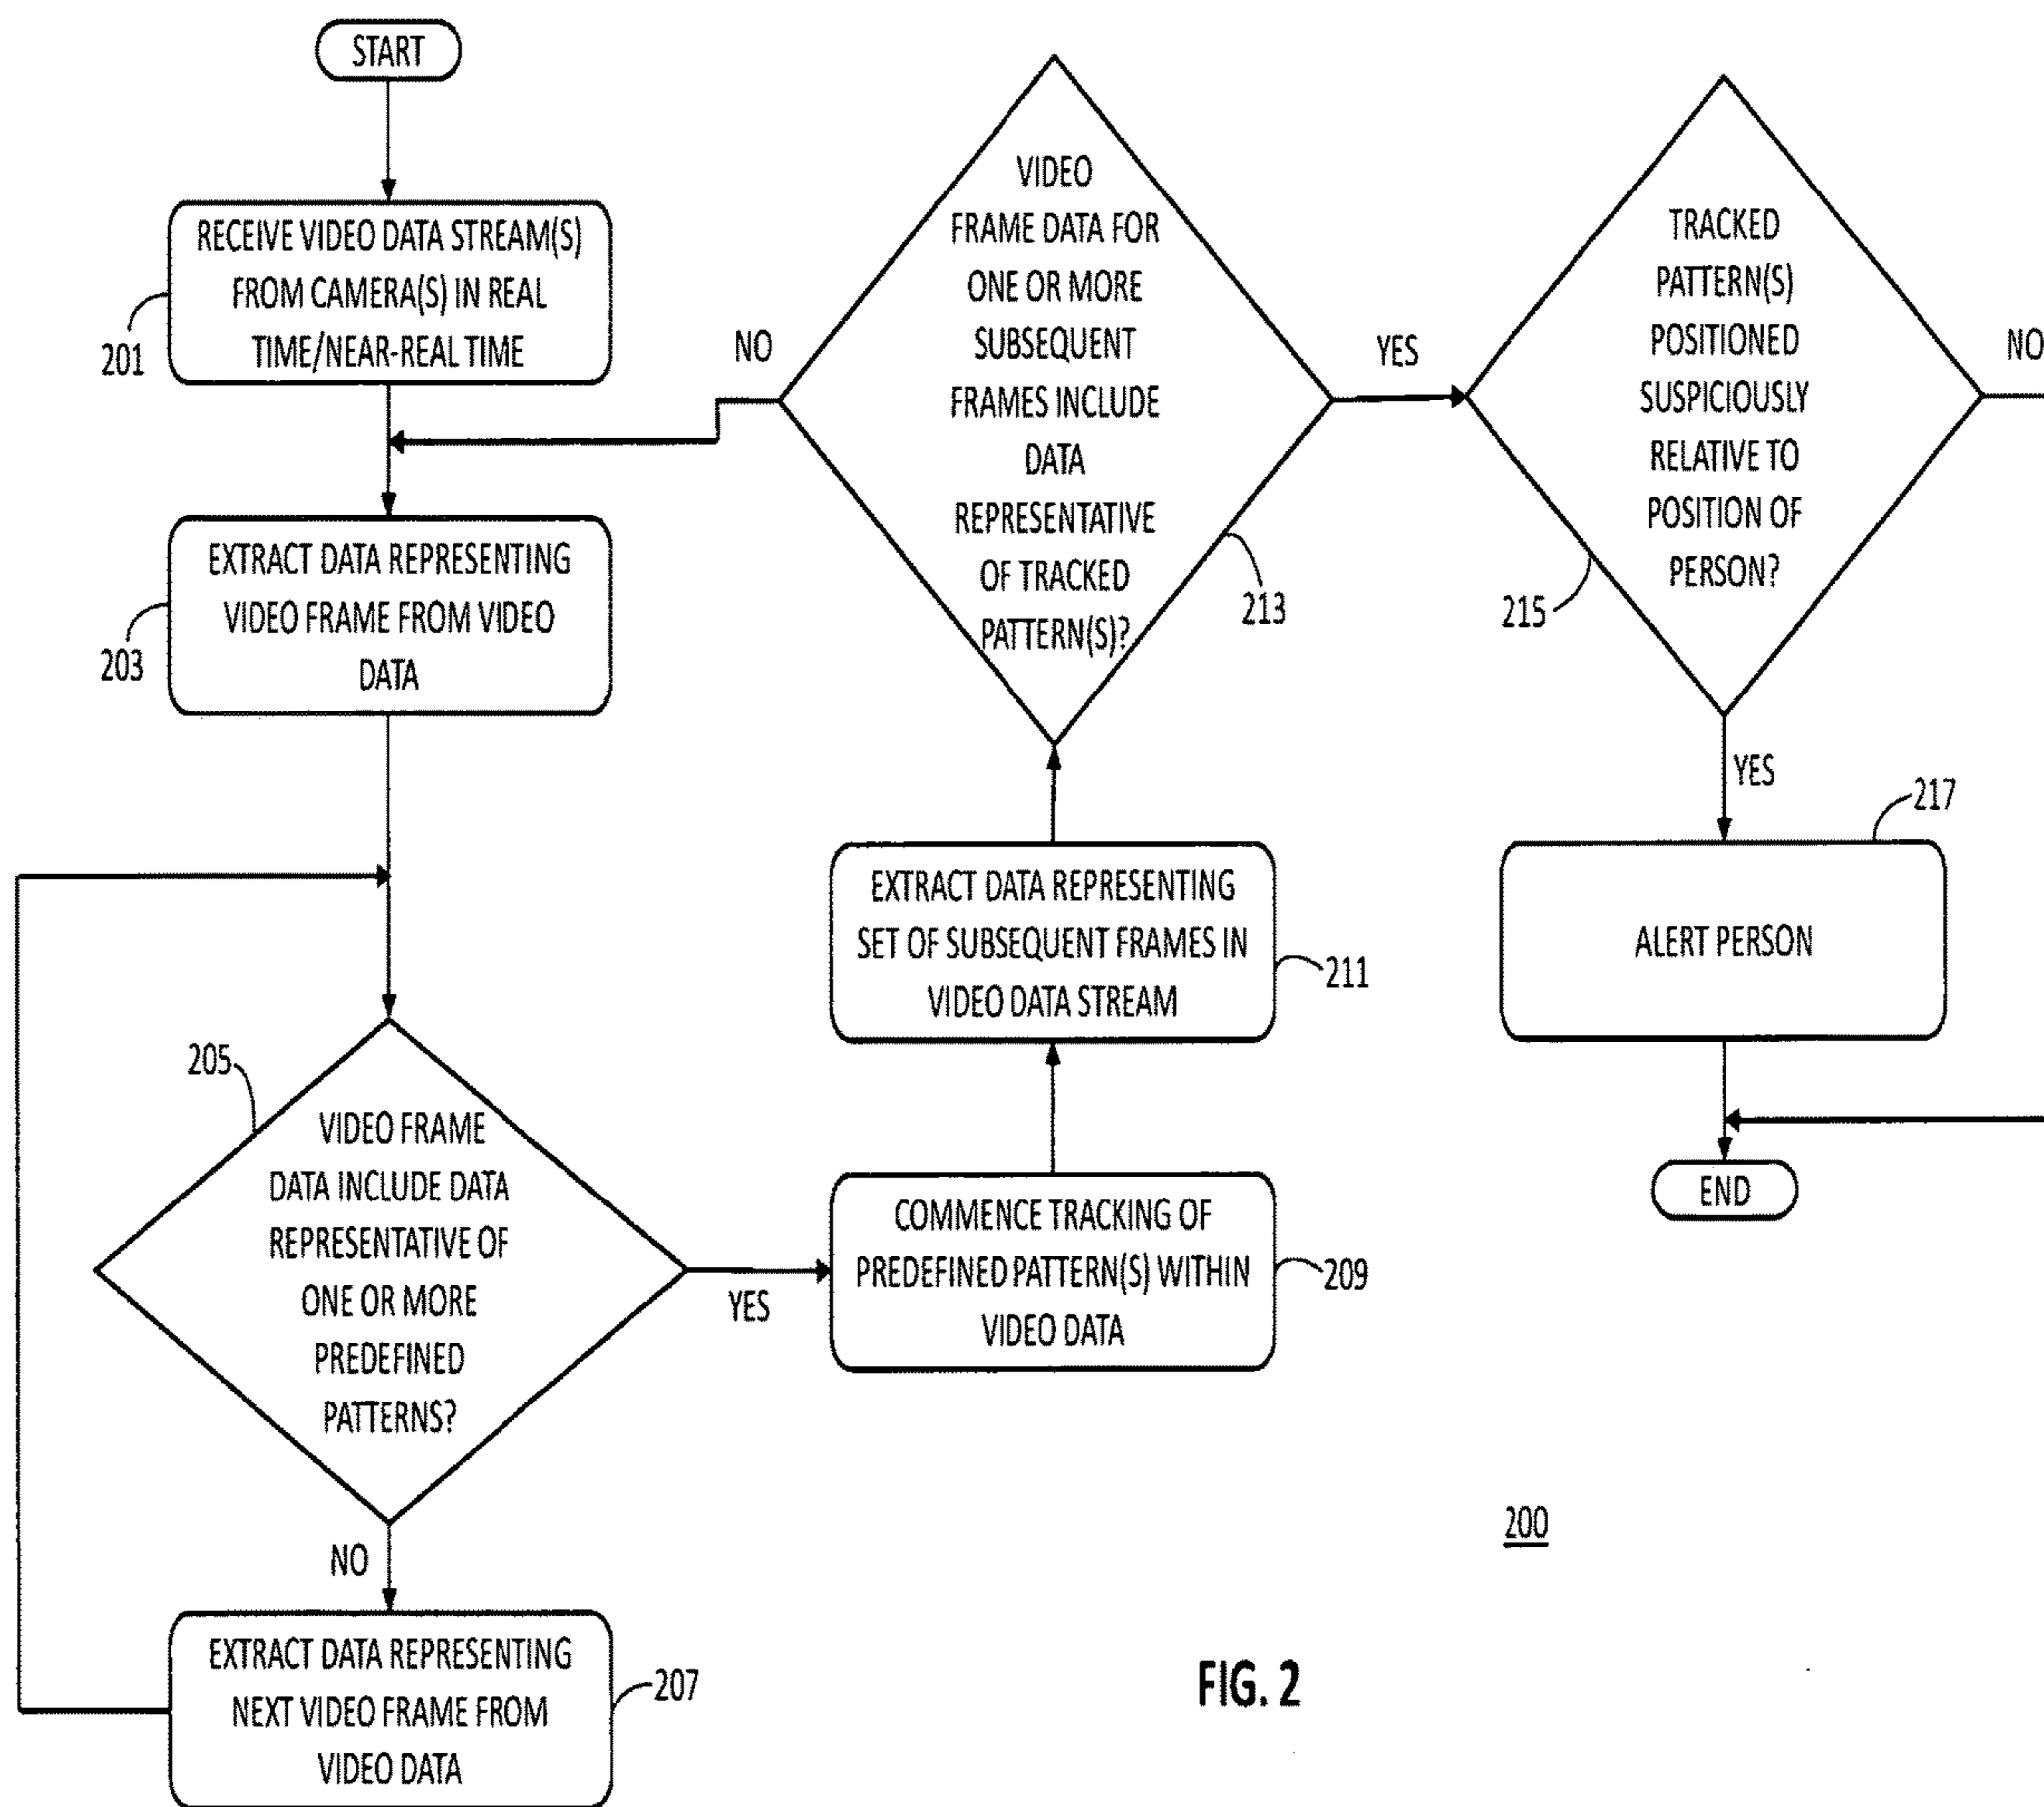 START
RECEIVE VIDEO DATA STREAM(S)
FROM CAMERA(S) IN REAL
TIME/NEAR-REAL TIME
201
EXTRACT DATA REPRESENTING
VIDEO FRAME FROM VIDEO
DATA
203
205
VIDEO FRAME
DATA INCLUDE DATA
REPRESENTATIVE OF
ONE OR MORE
PREDEFINED
PATTERNS?
YES
NO
EXTRACT DATA REPRESENTING
NEXT VIDEO FRAME FROM
VIDEO DATA
207
COMMENCE TRACKING OF
PREDEFINED PATTERN(S) WITHIN
VIDEO DATA
209
EXTRACT DATA REPRESENTING
SET OF SUBSEQUENT FRAMES IN
VIDEO DATA STREAM
211
VIDEO
FRAME DATA FOR
ONE OR MORE
SUBSEQUENT
FRAMES INCLUDE
DATA
REPRESENTATIVE
OF TRACKED
PATTERN(S)?
213
NO
YES
TRACKED
PATTERN(S)
POSITIONED
SUSPICIOUSLY
RELATIVE TO
POSITION OF
PERSON?
215
NO
YES
217
ALERT PERSON
END
200
FIG. 2